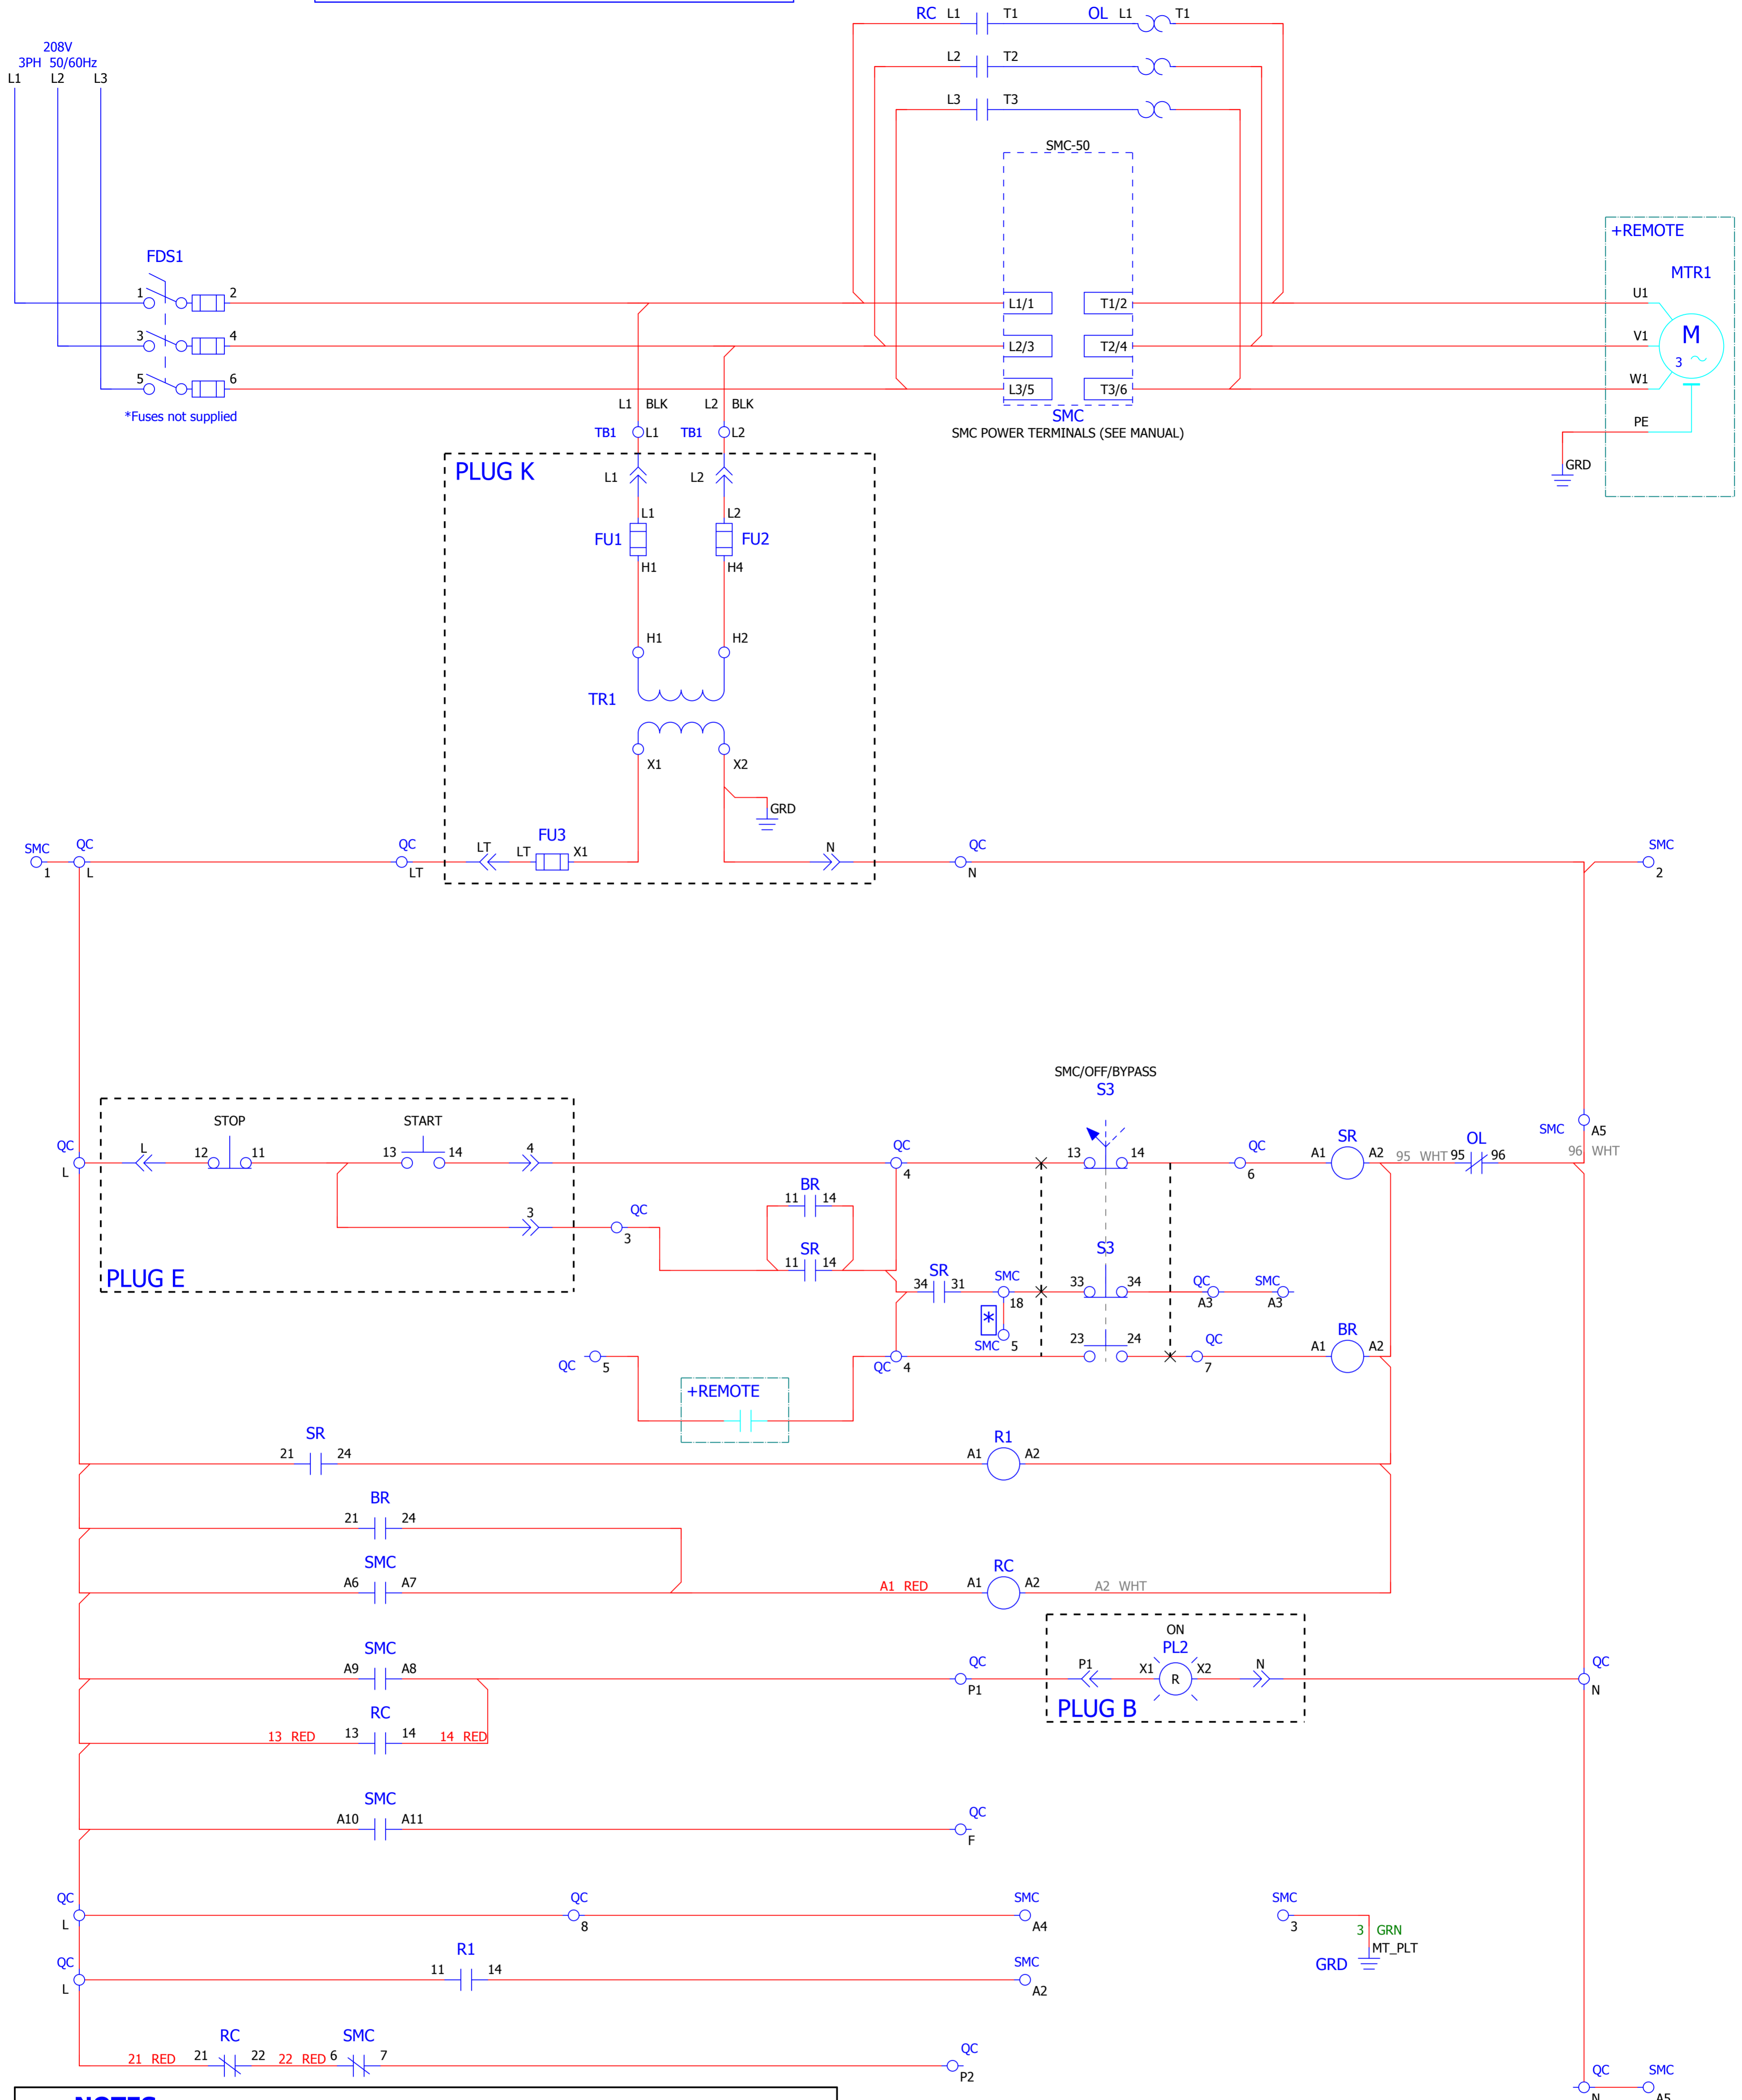 RC L1 T1 OL L1 T1
L2 T2
L3 T3
208V
3PH 50/60Hz
L1 L2 L3
SMC-50
+REMOTE
MTR1
FDS1
1 2 L1/1 T1/2 U1
3 4 L2/3 T2/4 V1 M
3
5 6 L3/5 T3/6 W1
*Fuses not supplied
L1 BLK L2 BLK
SMC
SMC POWER TERMINALS (SEE MANUAL)
PE
GRD
TB1 L1 TB1 L2
PLUG K
L1 L2
L1 L2
FU1 FU2
H1 H4
H1 H2
TR1
X1 X2
GRD
SMC QC QC LT LT FU3 X1 N QC SMC
1 L LT N 2
SMC/OFF/BYPASS
S3
STOP START
QC L 12 11 13 14 4 QC 13 14 QC A1 SR A2 95 WHT 95 OL 96 SMC A5
96 WHT
L 4 6
BR
11 14
3 QC
3
SR
11 14
S3
PLUG E
SR
34 31 SMC 33 34 QC SMC
18 A3 A3
*
SMC 5
23 24 QC A1 BR A2
7
QC 5 QC 4
+REMOTE
SR R1
21 24 A1 A2
BR
21 24
SMC RC
A6 A7 A1 RED A1 A2 A2 WHT
ON
PL2
SMC
A9 A8 QC P1 X1 R X2 N QC
P1 N
PLUG B
RC
13 RED 13 14 14 RED
SMC
A10 A11 QC
F
QC QC SMC SMC
L 8 A4 3
3 GRN
MT_PLT
GRD
QC R1 SMC
L 11 14 A2
RC SMC
21 RED 21 22 22 RED 6 7 QC
P2
QC SMC
N A5
NOTES